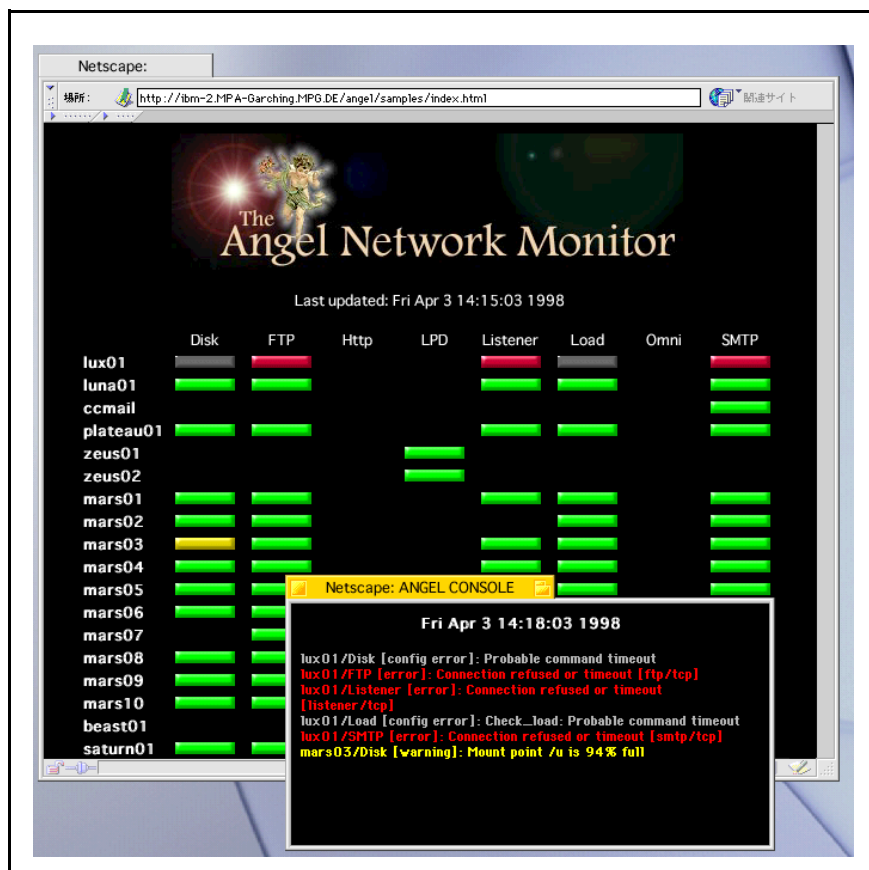 Netscape:
場所:
http://ibm-2.MPA-Garching.MPG.DE/angel/samples/index.html
関連サイト
The
Angel Network Monitor
Last updated: Fri Apr 3 14:15:03 1998
Disk FTP Http LPD Listener Load Omni SMTP
lux01
luna01
ccmail
plateau01
zeus01
zeus02
mars01
mars02
mars03
mars04
mars05
mars06
mars07
mars08
mars09
mars10
beast01
saturn01
Netscape: ANGEL CONSOLE
Fri Apr 3 14:18:03 1998
lux01/Disk [config error]: Probable command timeout
lux01/FTP [error]: Connection refused or timeout [ftp/tcp]
lux01/Listener [error]: Connection refused or timeout
[listener/tcp]
lux01/Load [config error]: Check_load: Probable command timeout
lux01/SMTP [error]: Connection refused or timeout [smtp/tcp]
mars03/Disk [warning]: Mount point /u is 94% full